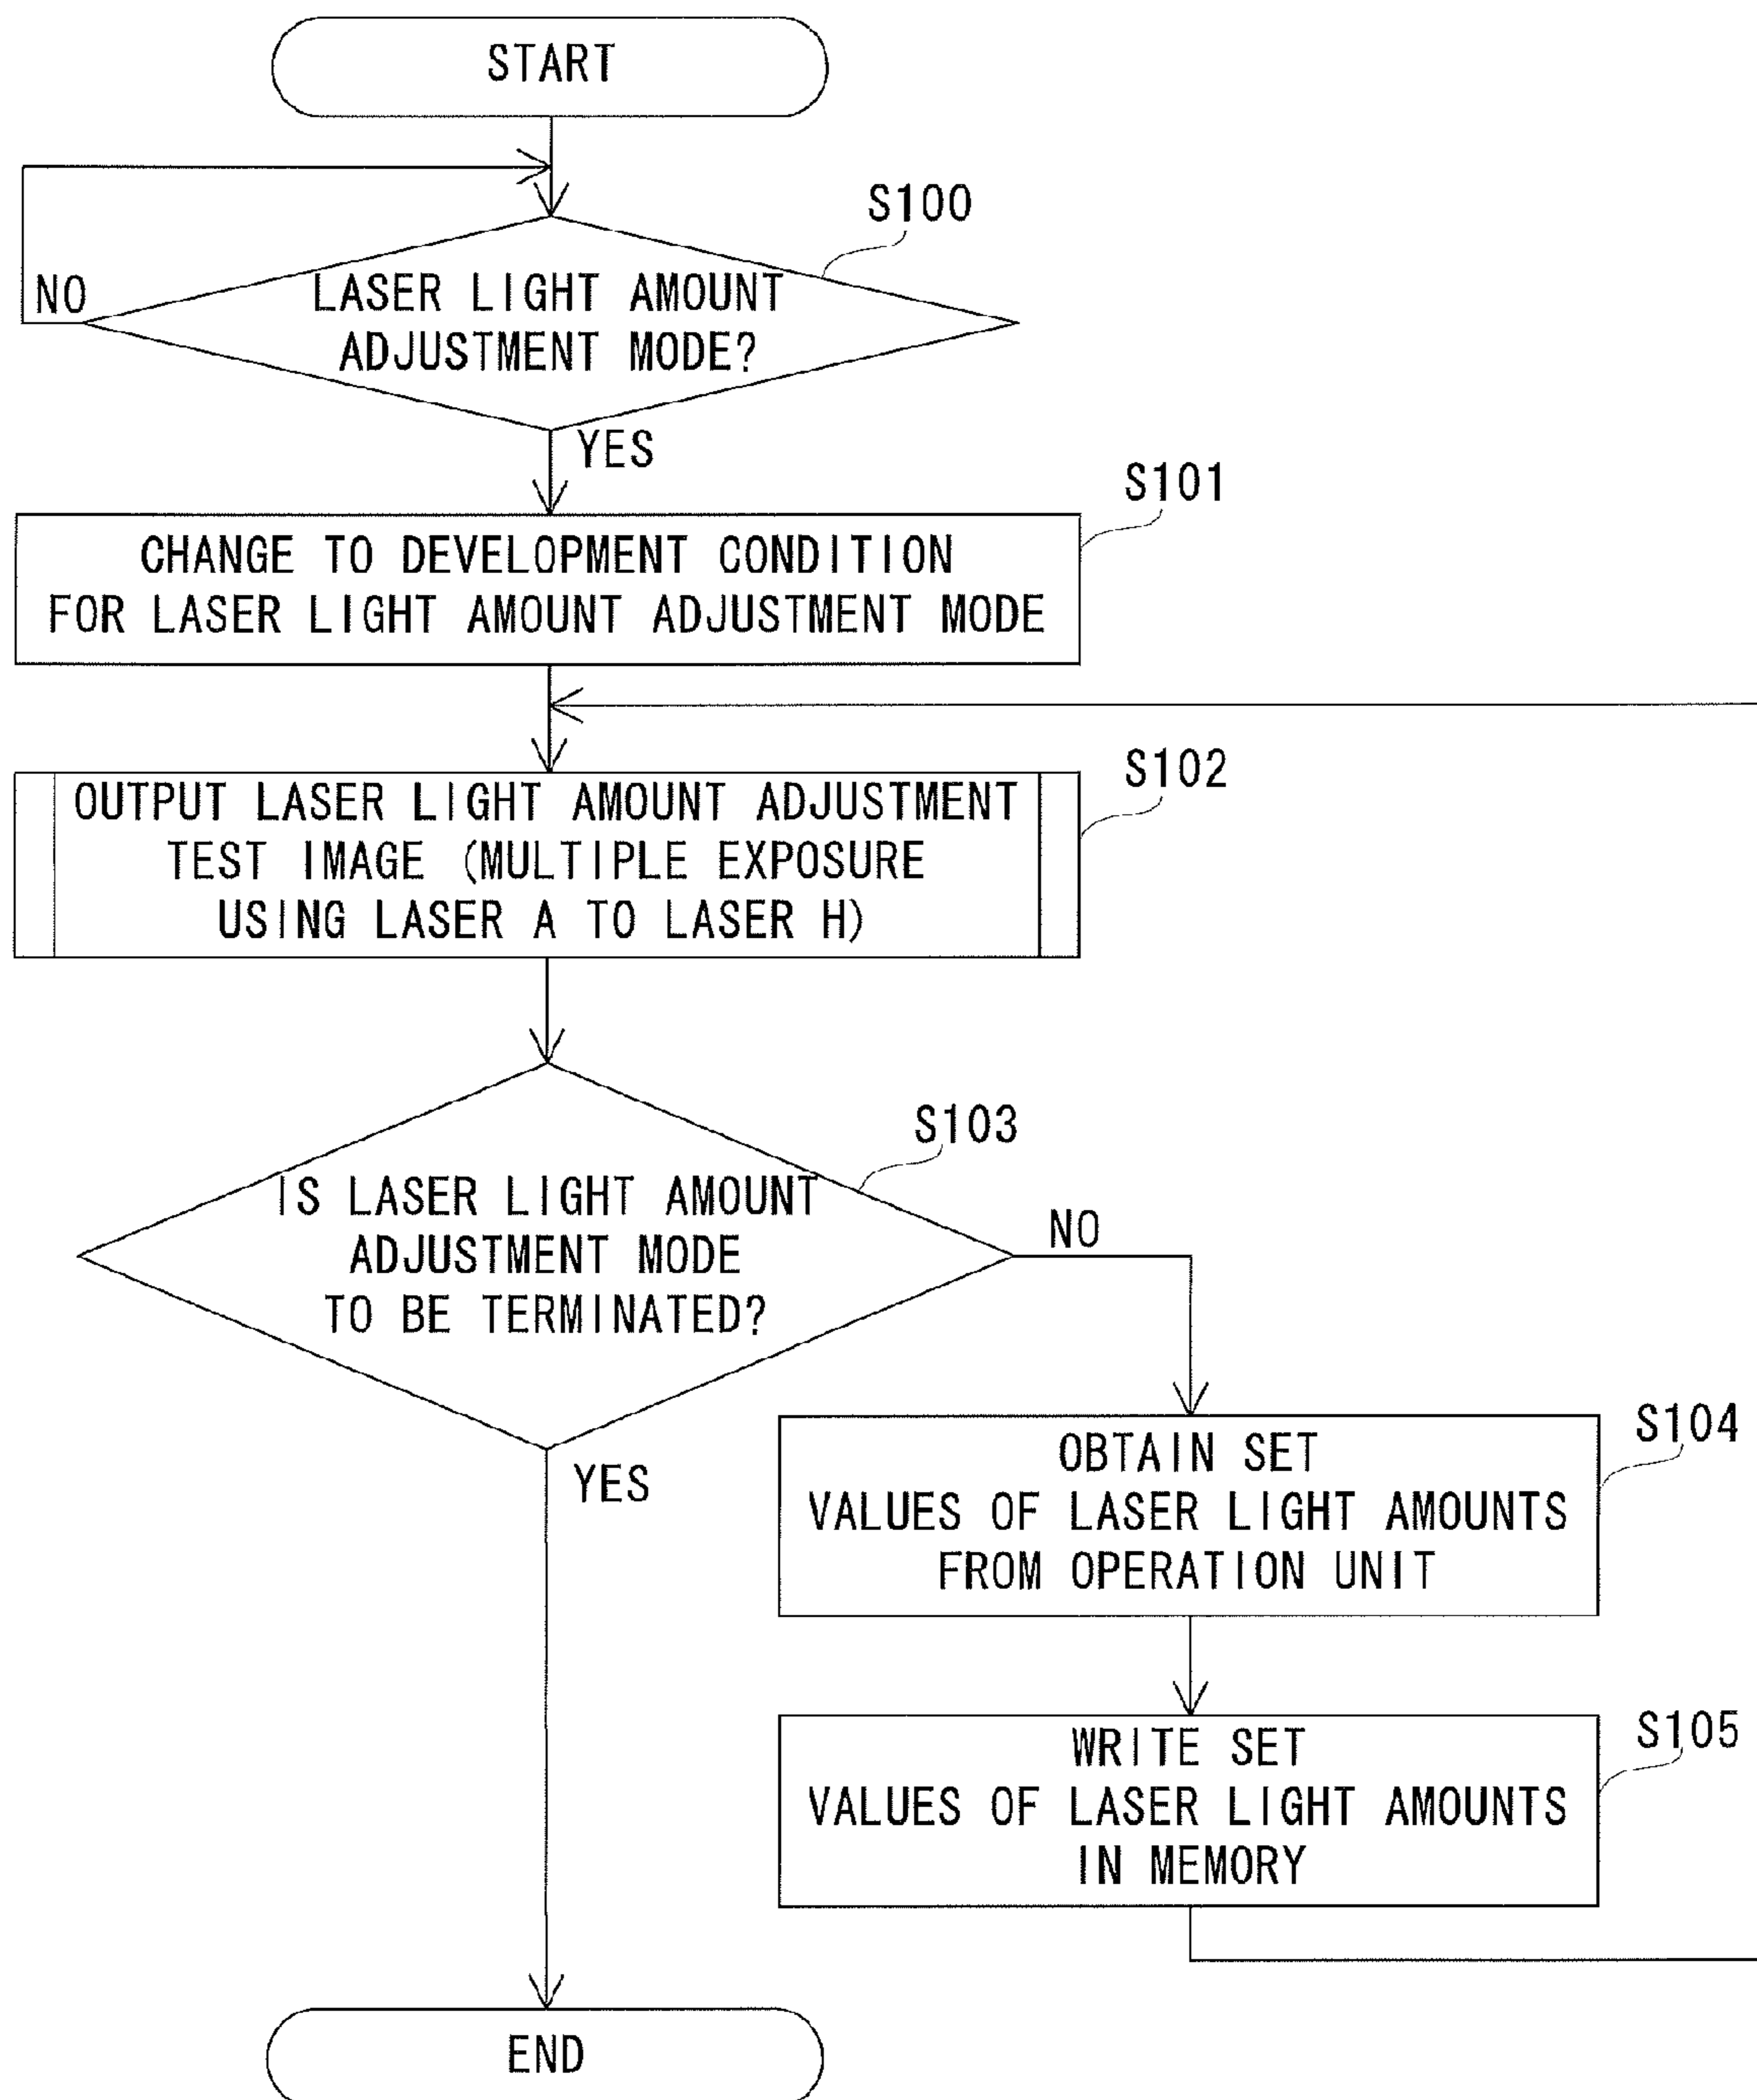 START
S100
LASER LIGHT AMOUNT
ADJUSTMENT MODE?
NO
YES
S101
CHANGE TO DEVELOPMENT CONDITION
FOR LASER LIGHT AMOUNT ADJUSTMENT MODE
S102
OUTPUT LASER LIGHT AMOUNT ADJUSTMENT
TEST IMAGE (MULTIPLE EXPOSURE
USING LASER A TO LASER H)
S103
IS LASER LIGHT AMOUNT
ADJUSTMENT MODE
TO BE TERMINATED?
NO
YES
S104
OBTAIN SET
VALUES OF LASER LIGHT AMOUNTS
FROM OPERATION UNIT
S105
WRITE SET
VALUES OF LASER LIGHT AMOUNTS
IN MEMORY
END